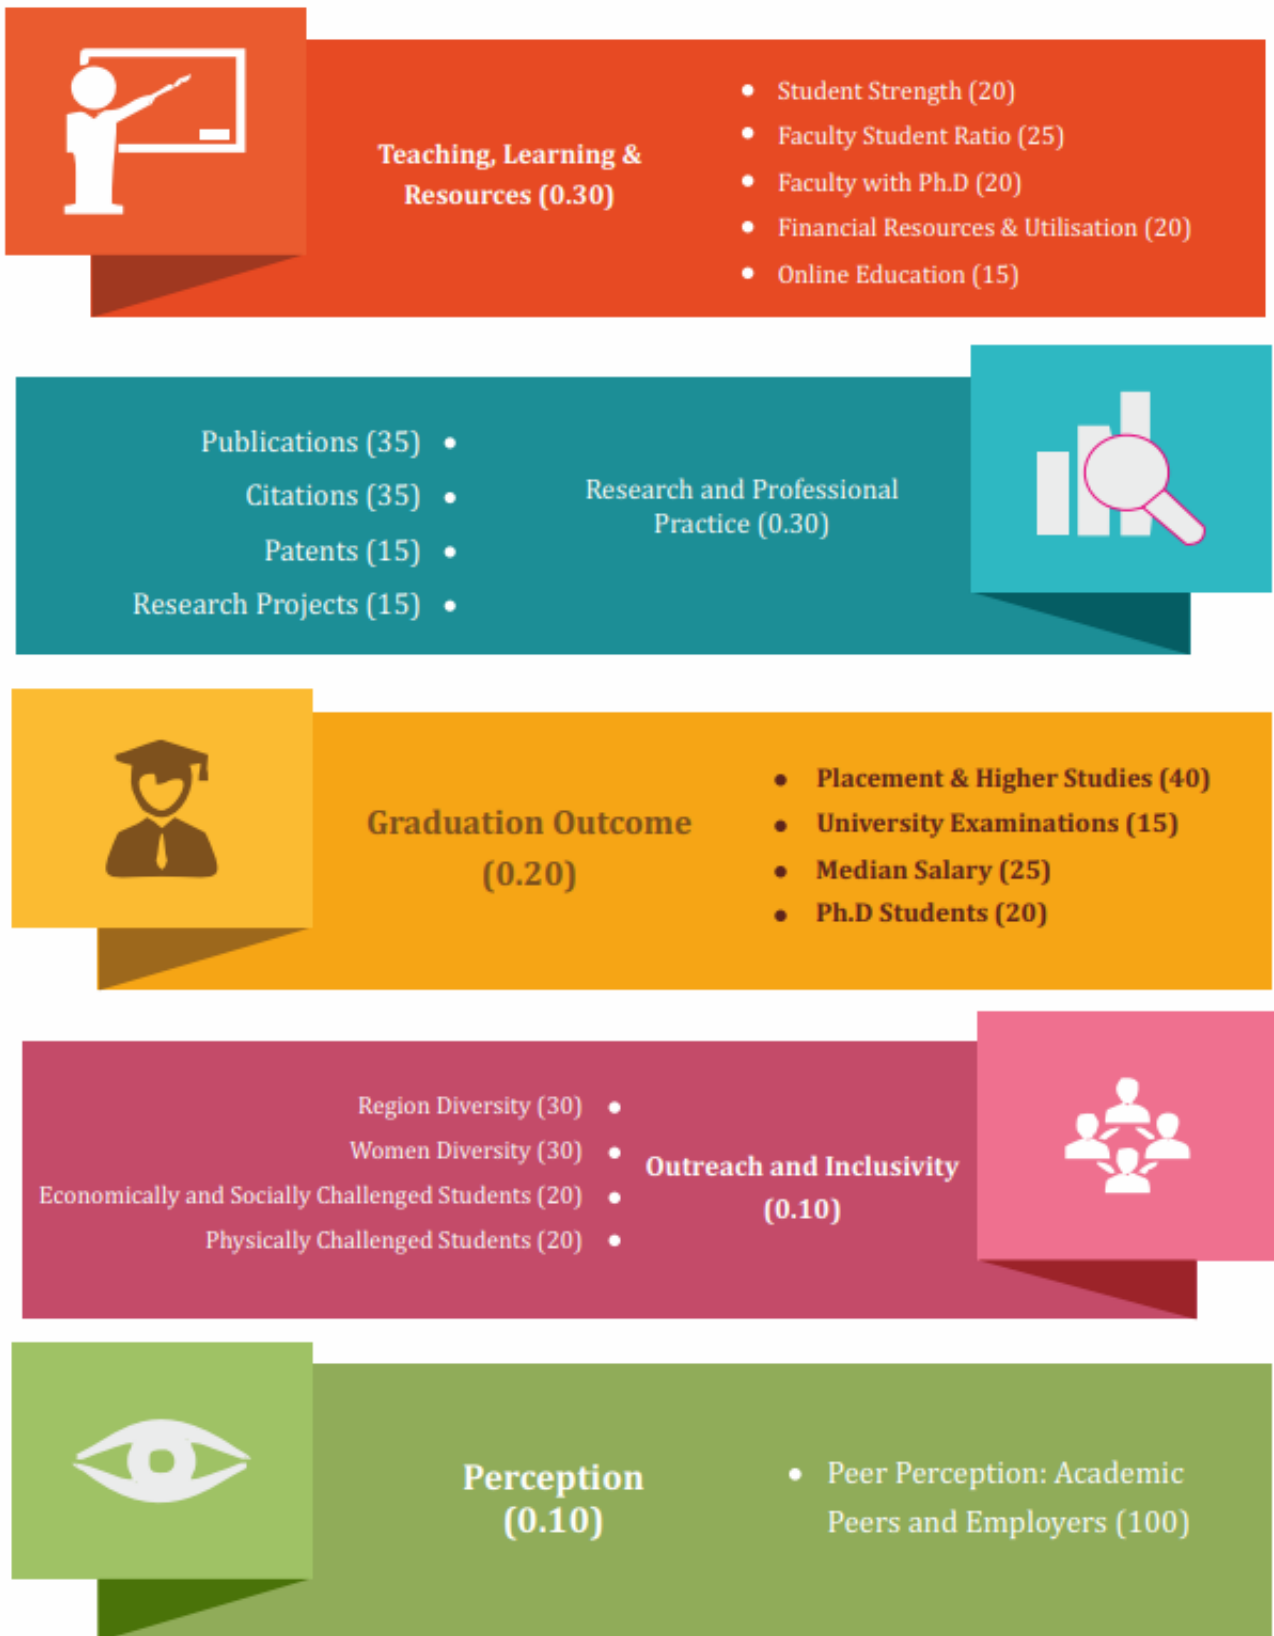 Teaching, Learning &
Resources (0.30)
• Student Strength (20)
• Faculty Student Ratio (25)
• Faculty with Ph.D (20)
• Financial Resources & Utilisation (20)
• Online Education (15)
Publications (35) •
Citations (35) •
Patents (15) •
Research Projects (15) •
Research and Professional
Practice (0.30)
Graduation Outcome
(0.20)
• Placement & Higher Studies (40)
• University Examinations (15)
• Median Salary (25)
• Ph.D Students (20)
Region Diversity (30) •
Women Diversity (30) •
Economically and Socially Challenged Students (20) •
Physically Challenged Students (20) •
Outreach and Inclusivity
(0.10)
Perception
(0.10)
• Peer Perception: Academic
Peers and Employers (100)